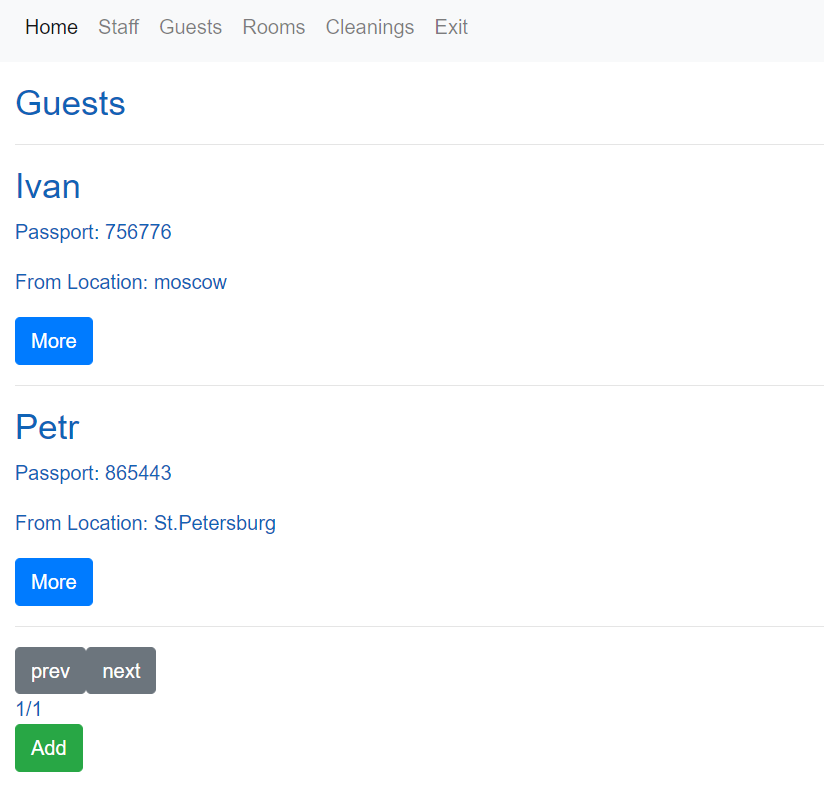 Home Staff Guests Rooms Cleanings Exit
Guests
Ivan
Passport: 756776
From Location: moscow
More
Petr
Passport: 865443
From Location: St.Petersburg
More
prev next
1/1
Add